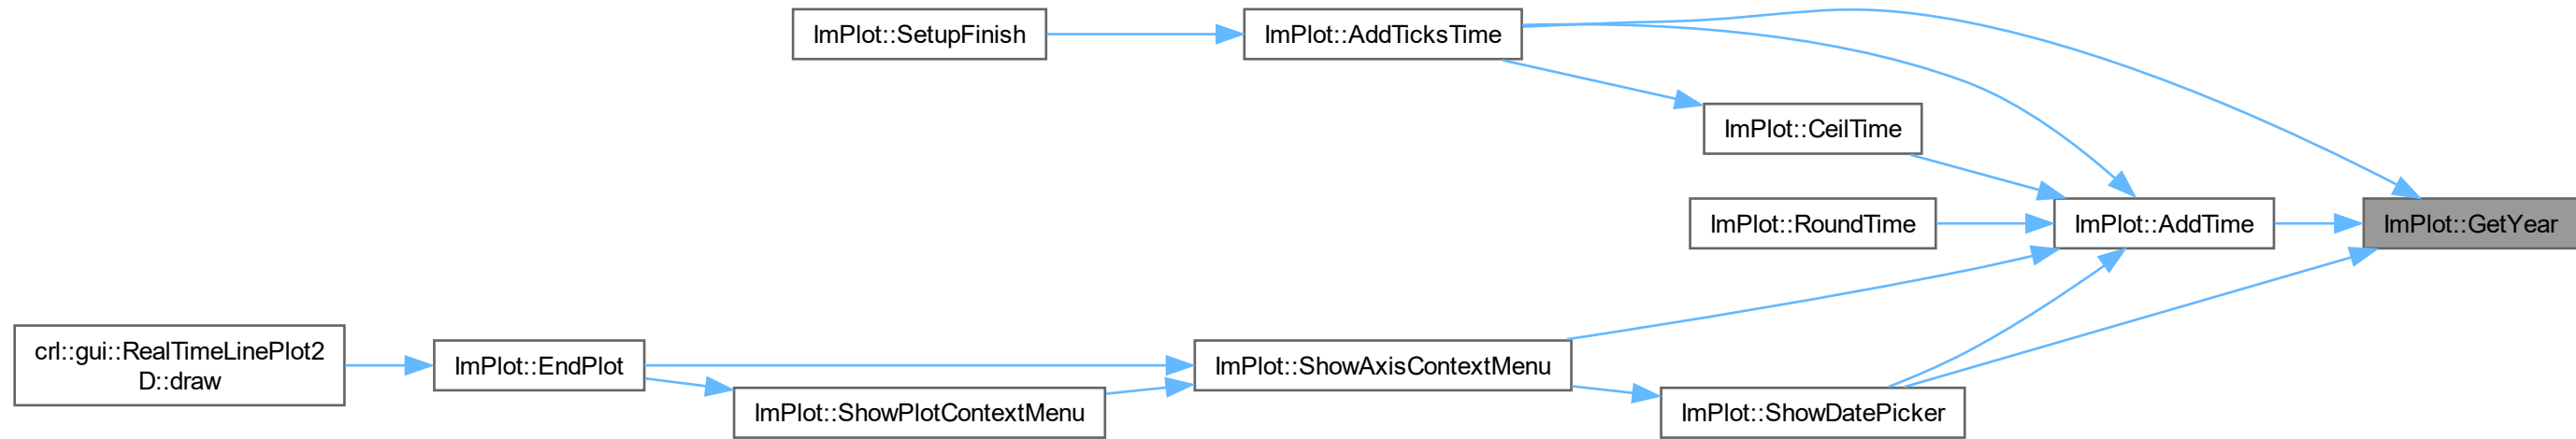 ImPlot::SetupFinish
ImPlot::AddTicksTime
ImPlot::CeilTime
ImPlot::RoundTime
ImPlot::AddTime
ImPlot::GetYear
crl::gui::RealTimeLinePlot2
D::draw
ImPlot::EndPlot
ImPlot::ShowAxisContextMenu
ImPlot::ShowPlotContextMenu
ImPlot::ShowDatePicker